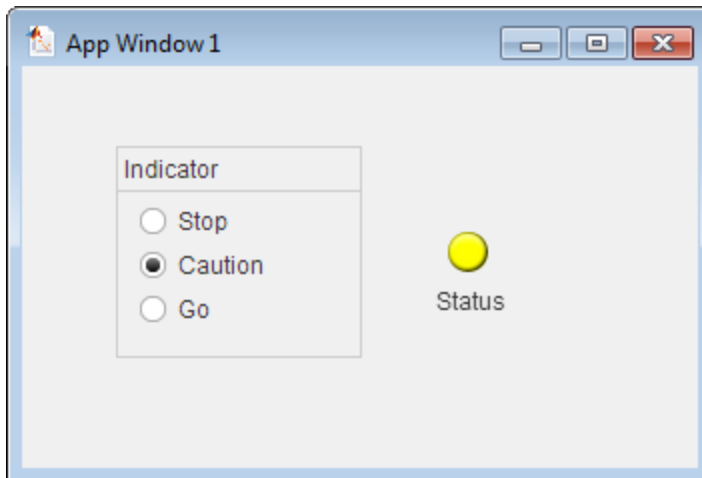 App Window 1
Indicator
Stop
Caution
Go
Status